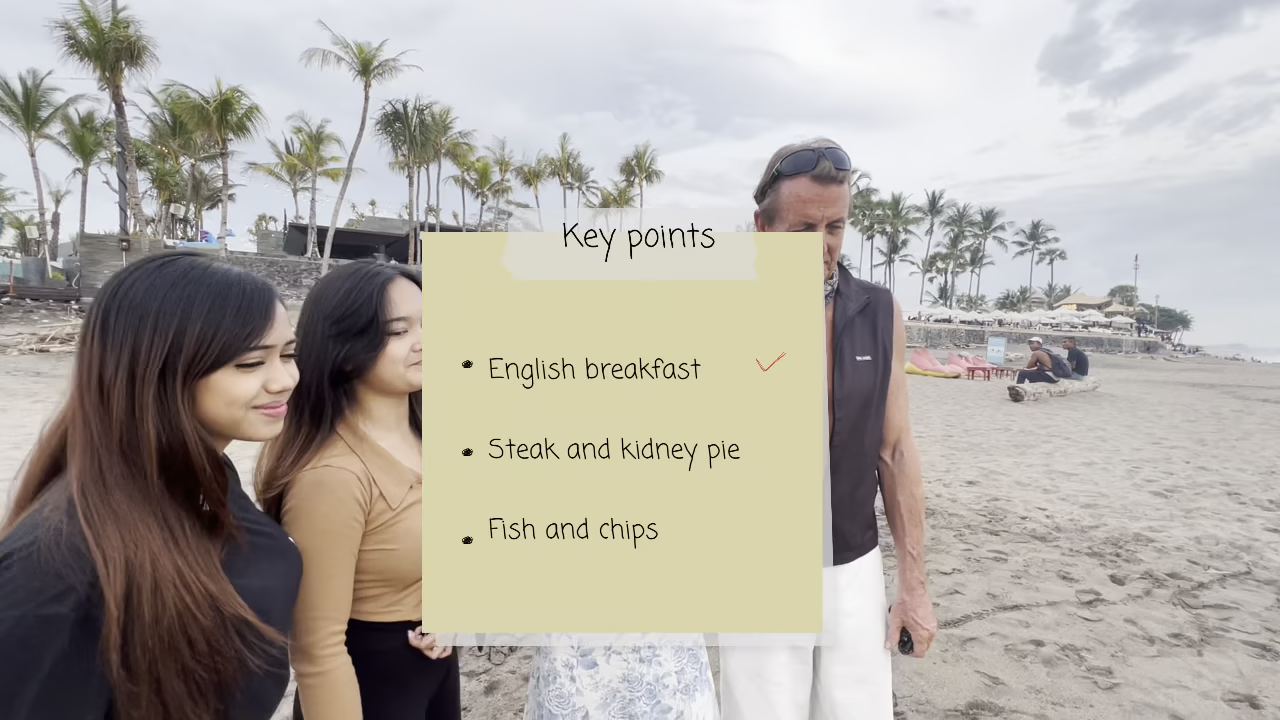 Key points
English breakfast
Steak and kidney pie
Fish and chips